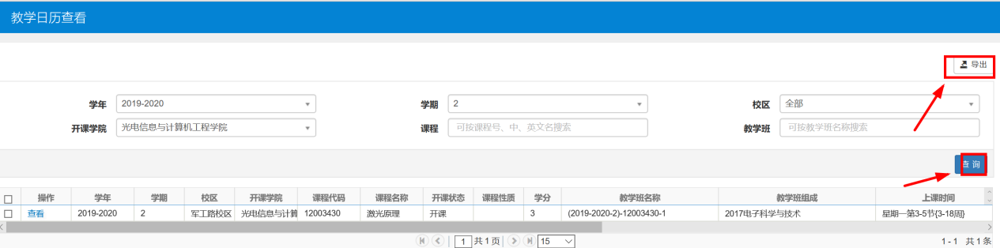 教学日历查看
导出
学年 2019-2020 学期 2 校区 全部
开课学院 光电信息与计算机工程学院 课程 可按课程号、中、英文名搜索 教学班 可按教学班名称搜索
查询
操作 学年 学期 校区 开课学院 课程代码 课程名称 开课状态 课程性质 学分 教学班名称 教学班组成 上课时间
查看 2019-2020 2 军工路校区 光电信息与计算 12003430 激光原理 开课 3 (2019-2020-2)-12003430-1 2017电子科学与技术 星期一第3-5节{3-18周}
1 共1页 15 1 - 1 共1条